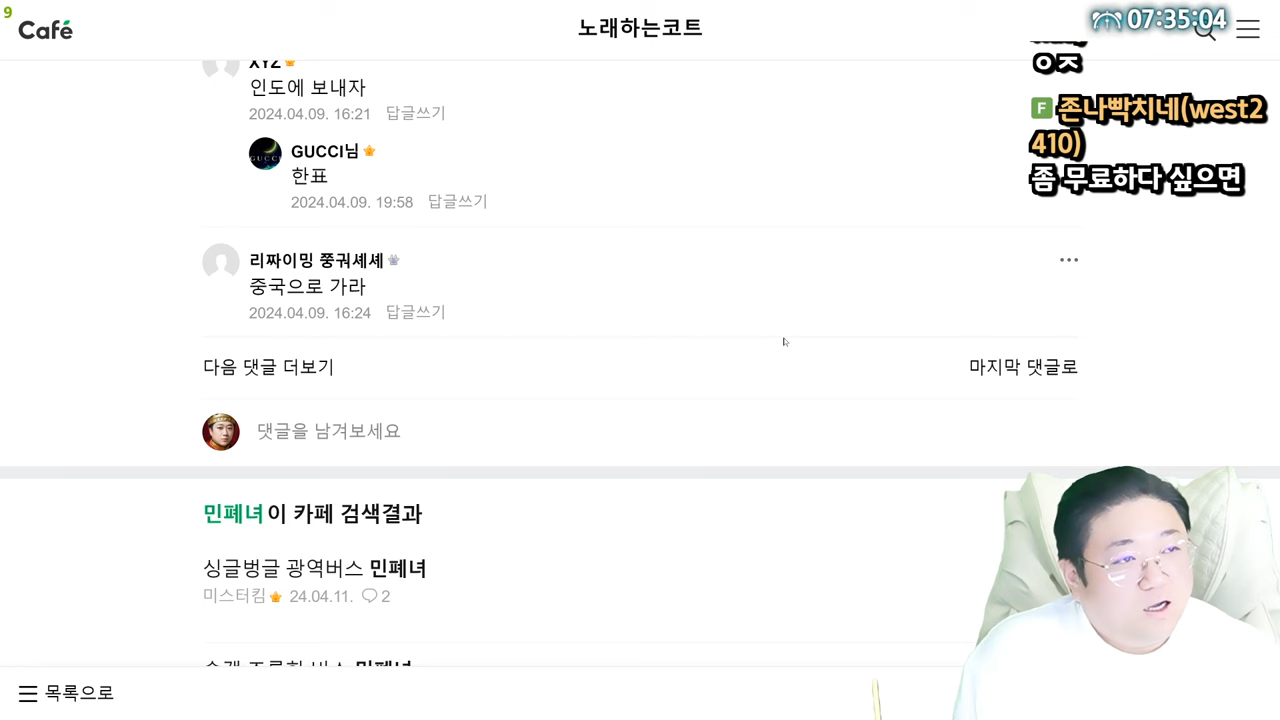 9
Café
노래하는코트
07:35:04
ㅇㅈ
F 존나빡치네(west2
410)
좀 무료하다 싶으면
XYZ
인도에 보내자
2024.04.09. 16:21 답글쓰기
GUCCI님
한표
2024.04.09. 19:58 답글쓰기
리짜이밍 쭝궈셰셰
중국으로 가라
2024.04.09. 16:24 답글쓰기
다음 댓글 더보기
마지막 댓글로
댓글을 남겨보세요
민폐녀 이 카페 검색결과
싱글벙글 광역버스 민폐녀
미스터킴 24.04.11. 2
목록으로